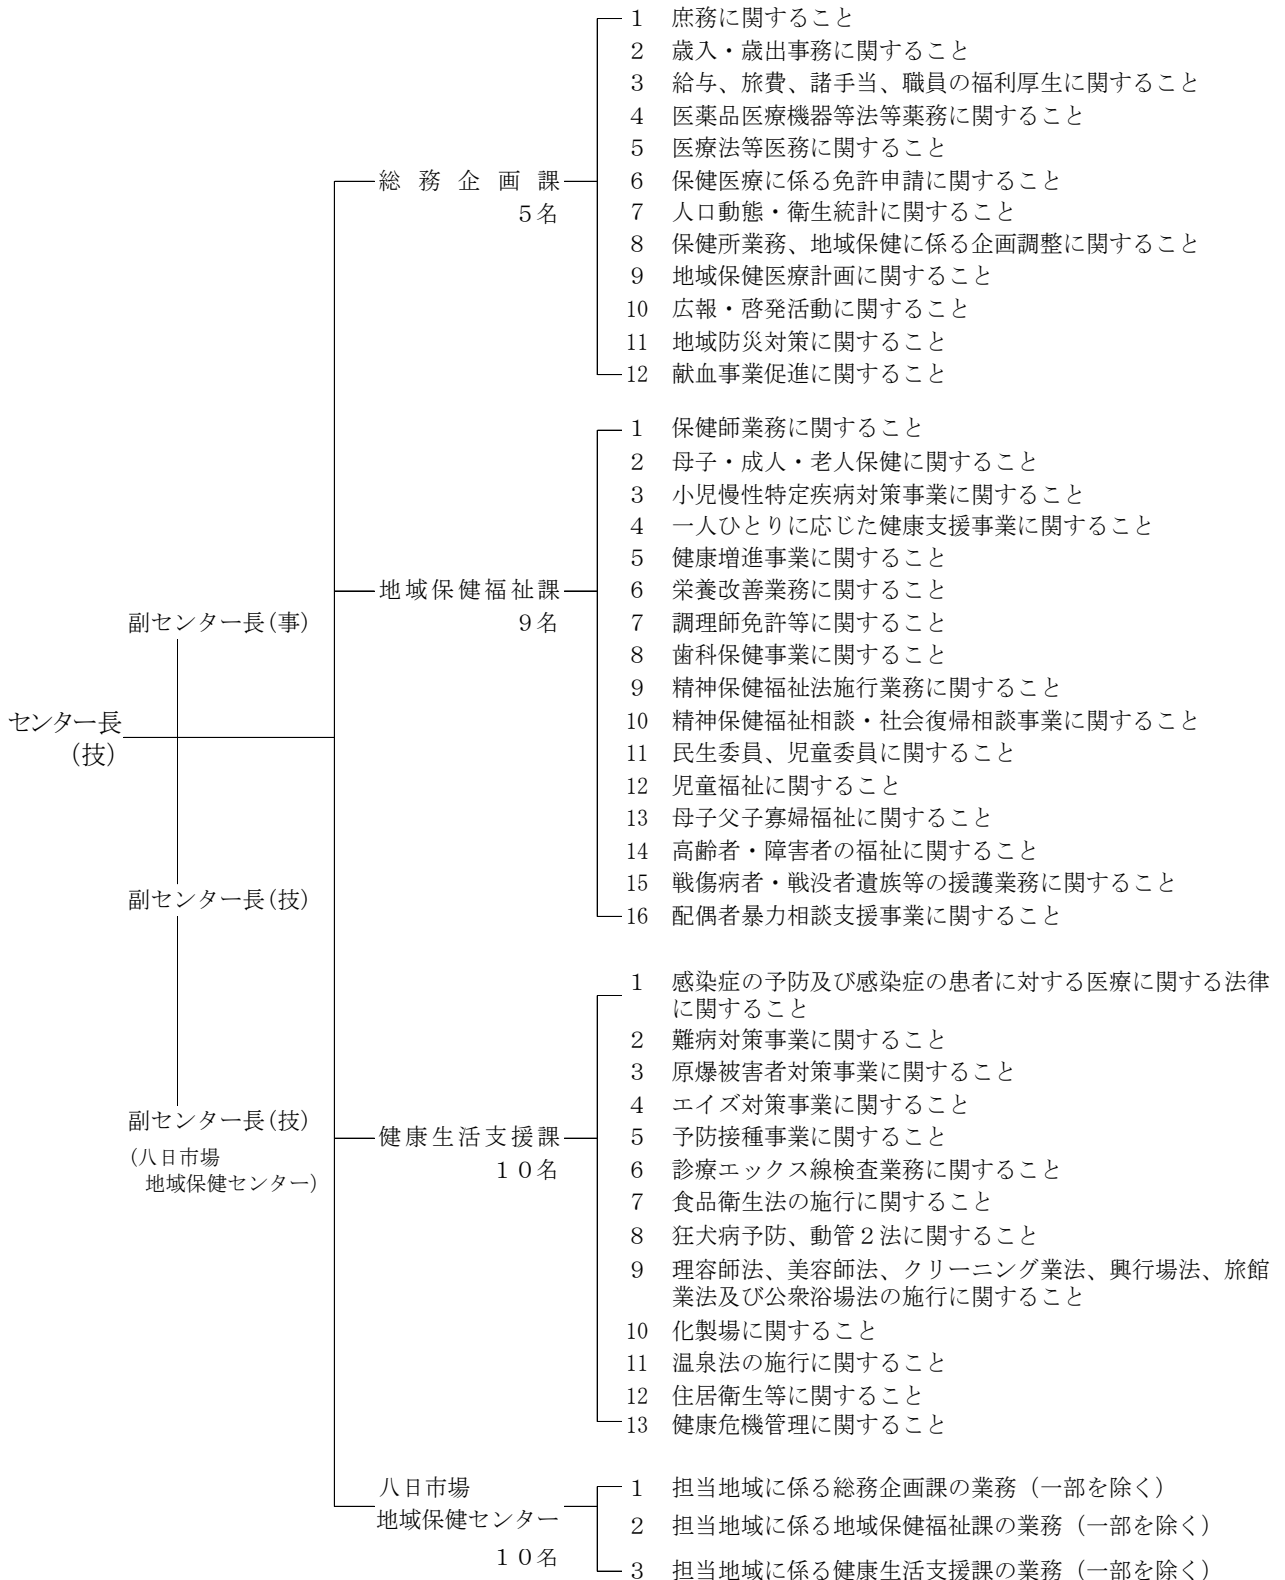 センター長
(技)
副センター長(事)
副センター長(技)
副センター長(技)
(八日市場
地域保健センター)
総務企画課
5名
1 庶務に関すること
2 歳入・歳出事務に関すること
3 給与、旅費、諸手当、職員の福利厚生に関すること
4 医薬品医療機器等法等薬務に関すること
5 医療法等医務に関すること
6 保健医療に係る免許申請に関すること
7 人口動態・衛生統計に関すること
8 保健所業務、地域保健に係る企画調整に関すること
9 地域保健医療計画に関すること
10 広報・啓発活動に関すること
11 地域防災対策に関すること
12 献血事業促進に関すること
地域保健福祉課
9名
1 保健師業務に関すること
2 母子・成人・老人保健に関すること
3 小児慢性特定疾病対策事業に関すること
4 一人ひとりに応じた健康支援事業に関すること
5 健康増進事業に関すること
6 栄養改善業務に関すること
7 調理師免許等に関すること
8 歯科保健事業に関すること
9 精神保健福祉法施行業務に関すること
10 精神保健福祉相談・社会復帰相談事業に関すること
11 民生委員、児童委員に関すること
12 児童福祉に関すること
13 母子父子寡婦福祉に関すること
14 高齢者・障害者の福祉に関すること
15 戦傷病者・戦没者遺族等の援護業務に関すること
16 配偶者暴力相談支援事業に関すること
健康生活支援課
10名
1 感染症の予防及び感染症の患者に対する医療に関する法律
に関すること
2 難病対策事業に関すること
3 原爆被害者対策事業に関すること
4 エイズ対策事業に関すること
5 予防接種事業に関すること
6 診療エックス線検査業務に関すること
7 食品衛生法の施行に関すること
8 狂犬病予防、動管2法に関すること
9 理容師法、美容師法、クリーニング業法、興行場法、旅館
業法及び公衆浴場法の施行に関すること
10 化製場に関すること
11 温泉法の施行に関すること
12 住居衛生等に関すること
13 健康危機管理に関すること
八日市場
地域保健センター
10名
1 担当地域に係る総務企画課の業務(一部を除く)
2 担当地域に係る地域保健福祉課の業務(一部を除く)
3 担当地域に係る健康生活支援課の業務(一部を除く)